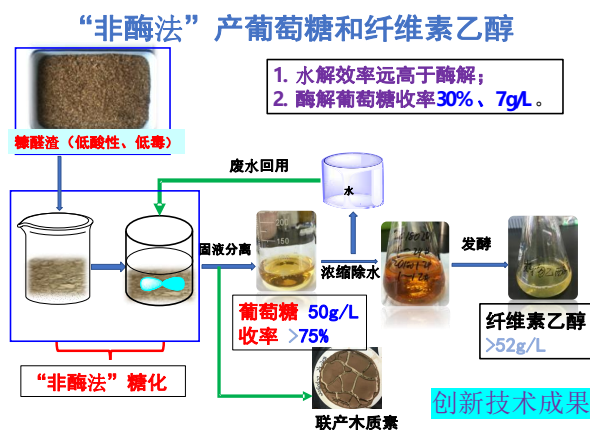 “非酶法”产葡萄糖和纤维素乙醇
1. 水解效率远高于酶解；
2. 酶解葡萄糖收率30%、7g/L 。
糠醛渣（低酸性、低毒）
废水回用
水
200
150
固液分离
浓缩除水
发酵
葡萄糖 50g/L
收率 >75%
纤维素乙醇
>52g/L
“非酶法”糖化
联产木质素
创新技术成果